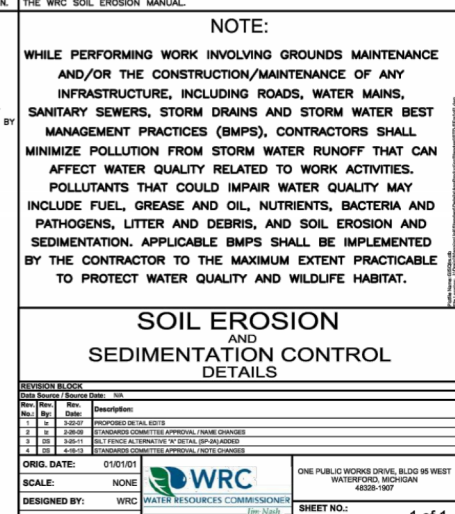 N.
THE WRC SOIL EROSION MANUAL.
BY
NOTE:
WHILE PERFORMING WORK INVOLVING GROUNDS MAINTENANCE
AND/OR THE CONSTRUCTION/MAINTENANCE OF ANY
INFRASTRUCTURE, INCLUDING ROADS, WATER MAINS,
SANITARY SEWERS, STORM DRAINS AND STORM WATER BEST
MANAGEMENT PRACTICES (BMPS), CONTRACTORS SHALL
MINIMIZE POLLUTION FROM STORM WATER RUNOFF THAT CAN
AFFECT WATER QUALITY RELATED TO WORK ACTIVITIES.
POLLUTANTS THAT COULD IMPAIR WATER QUALITY MAY
INCLUDE FUEL, GREASE AND OIL, NUTRIENTS, BACTERIA AND
PATHOGENS, LITTER AND DEBRIS, AND SOIL EROSION AND
SEDIMENTATION. APPLICABLE BMPS SHALL BE IMPLEMENTED
BY THE CONTRACTOR TO THE MAXIMUM EXTENT PRACTICABLE
TO PROTECT WATER QUALITY AND WILDLIFE HABITAT.
SOIL EROSION
AND
SEDIMENTATION CONTROL
DETAILS
REVISION BLOCK
Data Source / Source Date: N/A
Rev. No.: Rev. By: Rev. Date: Description:
1 lz 3-22-07 PROPOSED DETAIL EDITS
2 lz 2-26-09 STANDARDS COMMITTEE APPROVAL / NAME CHANGES
3 DS 3-25-11 SILT FENCE ALTERNATIVE "A" DETAIL (SP-2A) ADDED
4 DS 4-16-13 STANDARDS COMMITTEE APPROVAL / NOTE CHANGES
ORIG. DATE: 01/01/01
SCALE: NONE
DESIGNED BY: WRC
WRC
WATER RESOURCES COMMISSIONER
Jim Nash
ONE PUBLIC WORKS DRIVE, BLDG 95 WEST
WATERFORD, MICHIGAN
48328-1907
SHEET NO.: 1 of 1